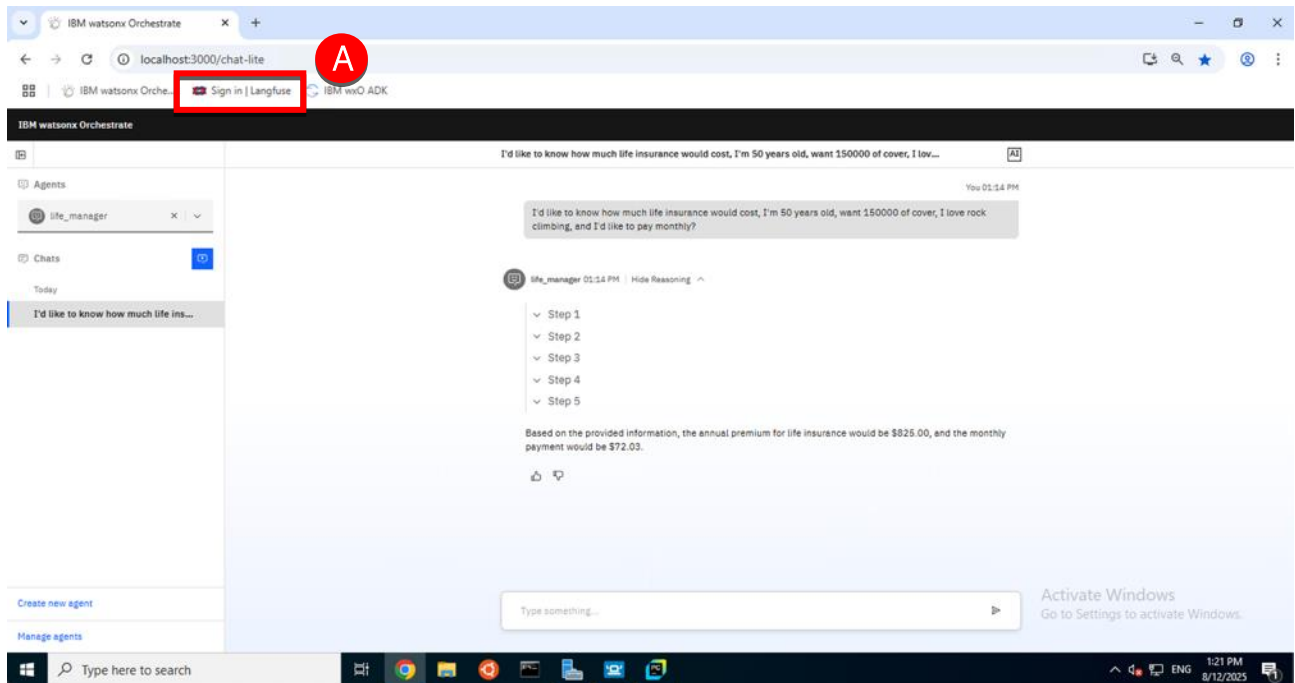 IBM watsonx Orchestrate
localhost:3000/chat-lite
A
IBM watsonx Orche...
Sign in | Langfuse
IBM wxO ADK
IBM watsonx Orchestrate
I'd like to know how much life insurance would cost, I'm 50 years old, want 150000 of cover, I lov...
AI
Agents
life_manager
Chats
Today
I'd like to know how much life ins...
You 01:14 PM
I'd like to know how much life insurance would cost, I'm 50 years old, want 150000 of cover, I love rock
climbing, and I'd like to pay monthly?
life_manager 01:14 PM | Hide Reasoning
Step 1
Step 2
Step 3
Step 4
Step 5
Based on the provided information, the annual premium for life insurance would be $825.00, and the monthly
payment would be $72.03.
Create new agent
Manage agents
Type something...
Activate Windows
Go to Settings to activate Windows.
Type here to search
ENG
1:21 PM
8/12/2025
1